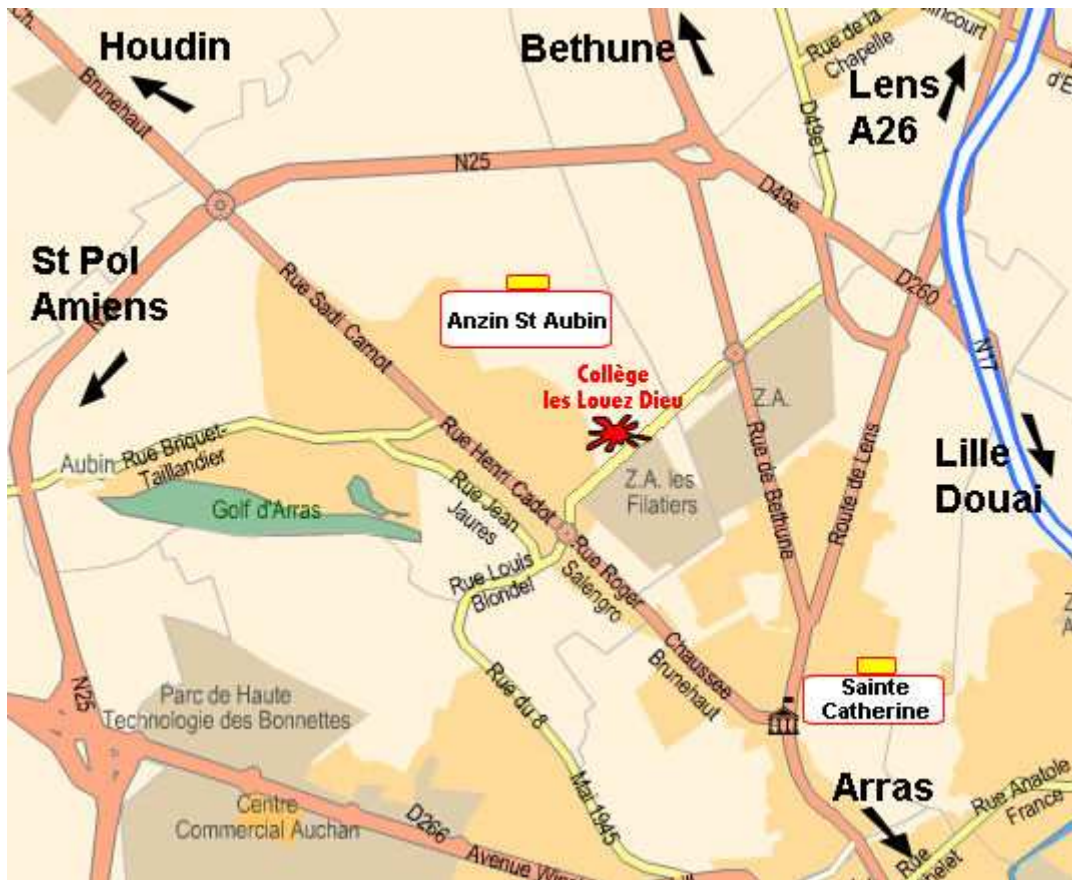 Ch.
Houdin
Brunehaut
Bethune
Rue de la
Chapelle
Lens
A26
D49e1
N25
D49e
D260
N17
St Pol
Amiens
Rue Sadi Carnot
Anzin St Aubin
Collège
les Louez Dieu
Z.A.
Rue de Bethune
Route de Lens
Lille
Douai
Aubin
Rue Briquet-
Taillandier
Rue Henri Cadot
Z.A. les
Filatiers
Golf d'Arras
Rue Jean
Jaures
Rue Louis
Blondel
Rue Roger
Salengro
Chaussee
Brunehaut
Sainte
Catherine
N25
Parc de Haute
Technologie des Bonnettes
Rue du 8
Mai 1945
Arras
Rue Anatole
France
Centre
Commercial Auchan
D266
Avenue
Rue